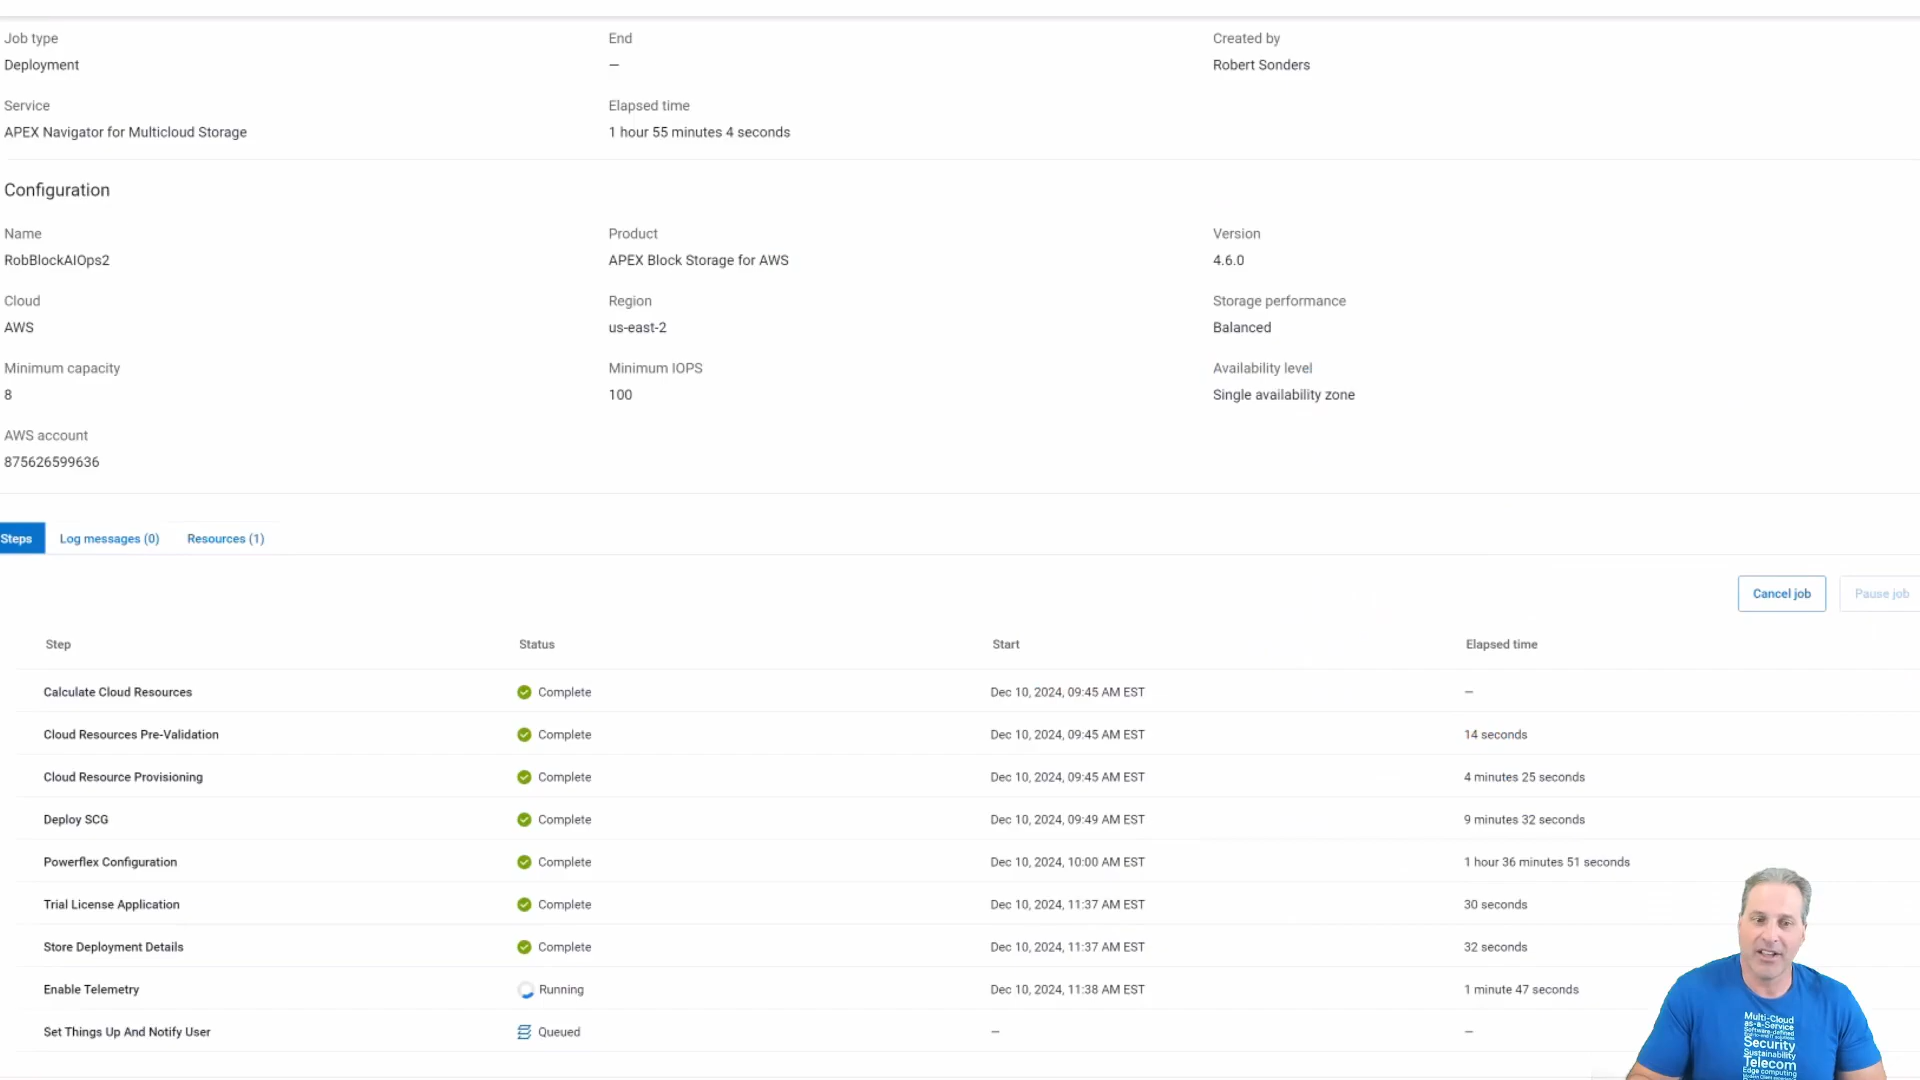 Job type
Deployment
End
—
Created by
Robert Sonders
Service
APEX Navigator for Multicloud Storage
Elapsed time
1 hour 55 minutes 4 seconds
Configuration
Name
RobBlockAIOps2
Product
APEX Block Storage for AWS
Version
4.6.0
Cloud
AWS
Region
us-east-2
Storage performance
Balanced
Minimum capacity
8
Minimum IOPS
100
Availability level
Single availability zone
AWS account
875626599636
Steps Log messages (0) Resources (1)
Cancel job Pause job
Step Status Start Elapsed time
Calculate Cloud Resources Complete Dec 10, 2024, 09:45 AM EST —
Cloud Resources Pre-Validation Complete Dec 10, 2024, 09:45 AM EST 14 seconds
Cloud Resource Provisioning Complete Dec 10, 2024, 09:45 AM EST 4 minutes 25 seconds
Deploy SCG Complete Dec 10, 2024, 09:49 AM EST 9 minutes 32 seconds
Powerflex Configuration Complete Dec 10, 2024, 10:00 AM EST 1 hour 36 minutes 51 seconds
Trial License Application Complete Dec 10, 2024, 11:37 AM EST 30 seconds
Store Deployment Details Complete Dec 10, 2024, 11:37 AM EST 32 seconds
Enable Telemetry Running Dec 10, 2024, 11:38 AM EST 1 minute 47 seconds
Set Things Up And Notify User Queued — —
Multi-Cloud
as-a-Service
Software-defined
Security
Sustainability
Telecom
Edge computing